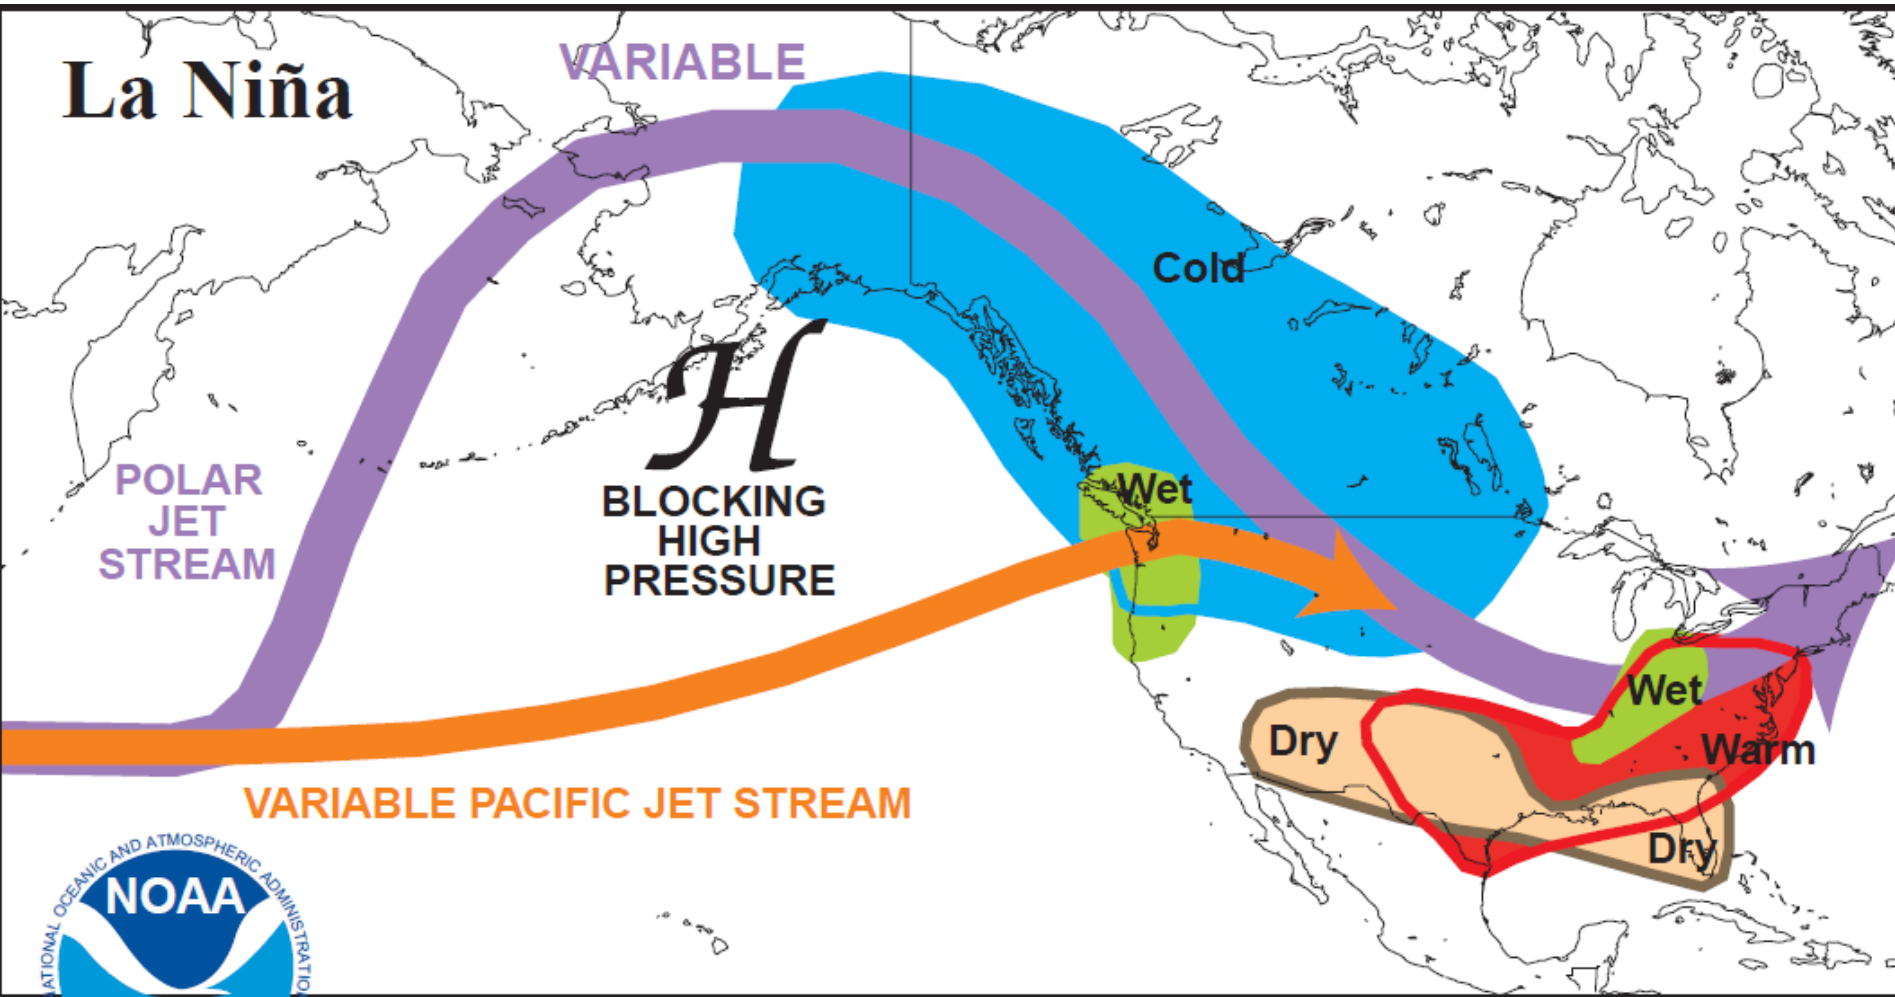 La Niña
VARIABLE
Cold
POLAR
JET
STREAM
H
BLOCKING
HIGH
PRESSURE
Wet
Wet
Dry
Warm
Dry
VARIABLE PACIFIC JET STREAM
NATIONAL OCEANIC AND ATMOSPHERIC ADMINISTRATIO
NOAA